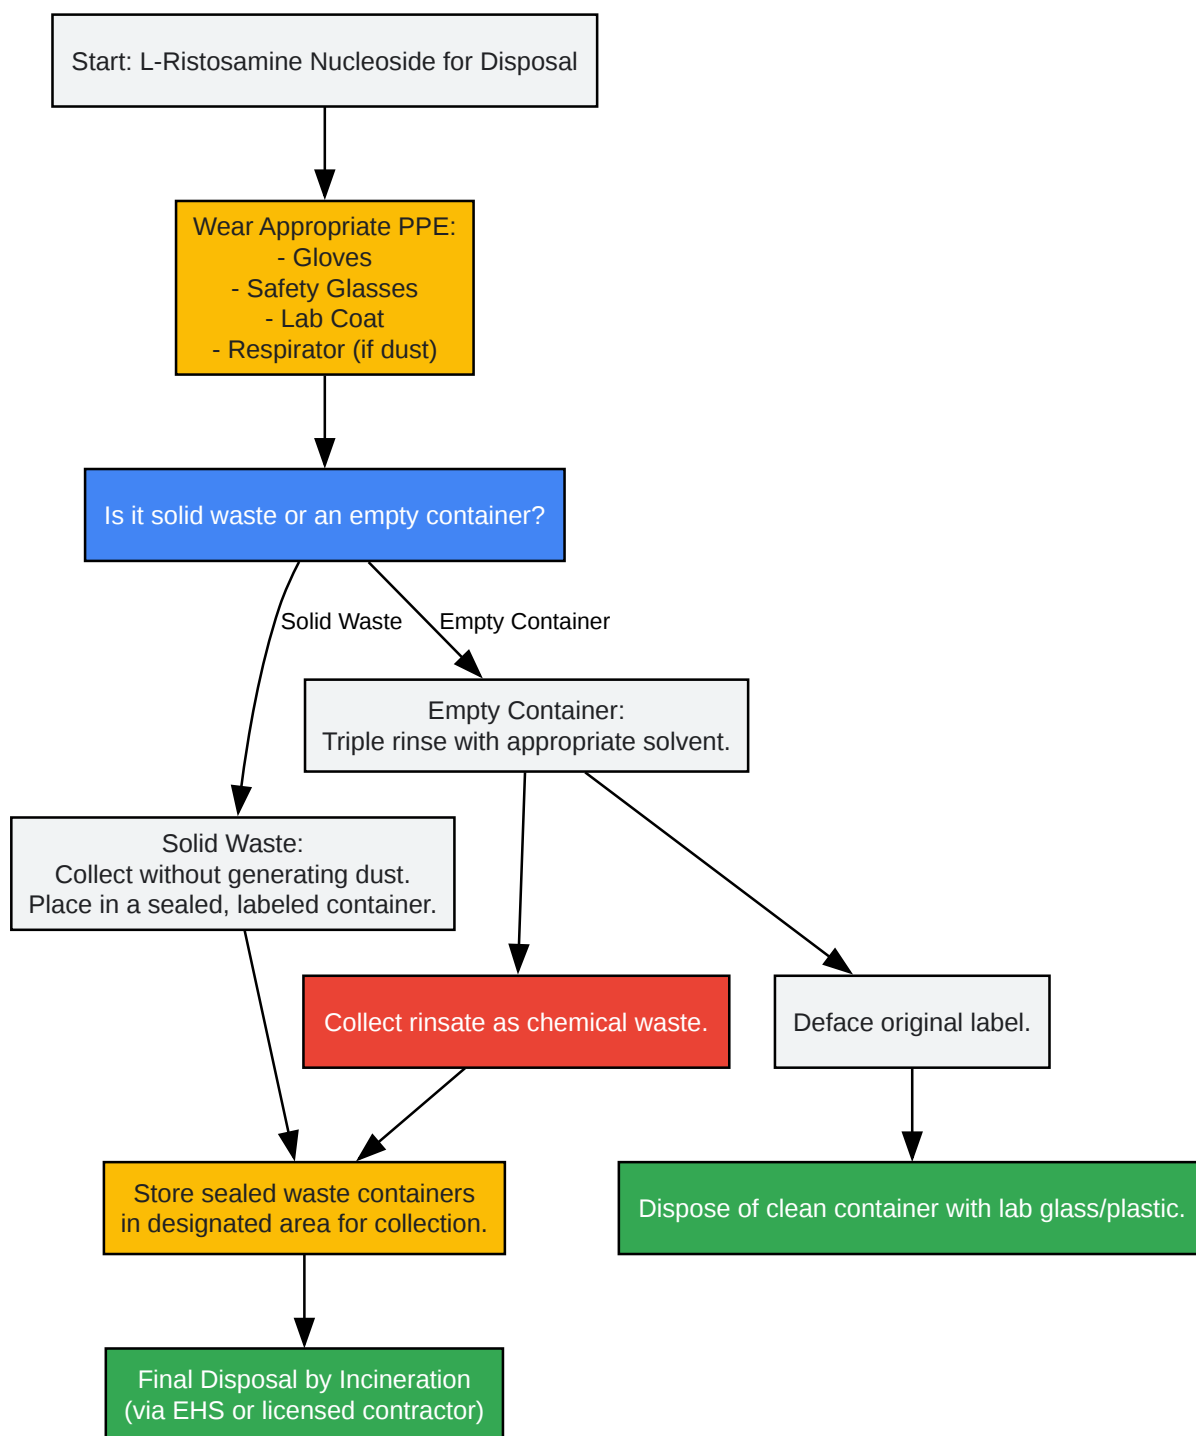 Start: L-Ristosamine Nucleoside for Disposal
Wear Appropriate PPE:
- Gloves
- Safety Glasses
- Lab Coat
- Respirator (if dust)
Is it solid waste or an empty container?
Solid Waste
Empty Container
Empty Container:
Triple rinse with appropriate solvent.
Solid Waste:
Collect without generating dust.
Place in a sealed, labeled container.
Collect rinsate as chemical waste.
Deface original label.
Store sealed waste containers
in designated area for collection.
Dispose of clean container with lab glass/plastic.
Final Disposal by Incineration
(via EHS or licensed contractor)